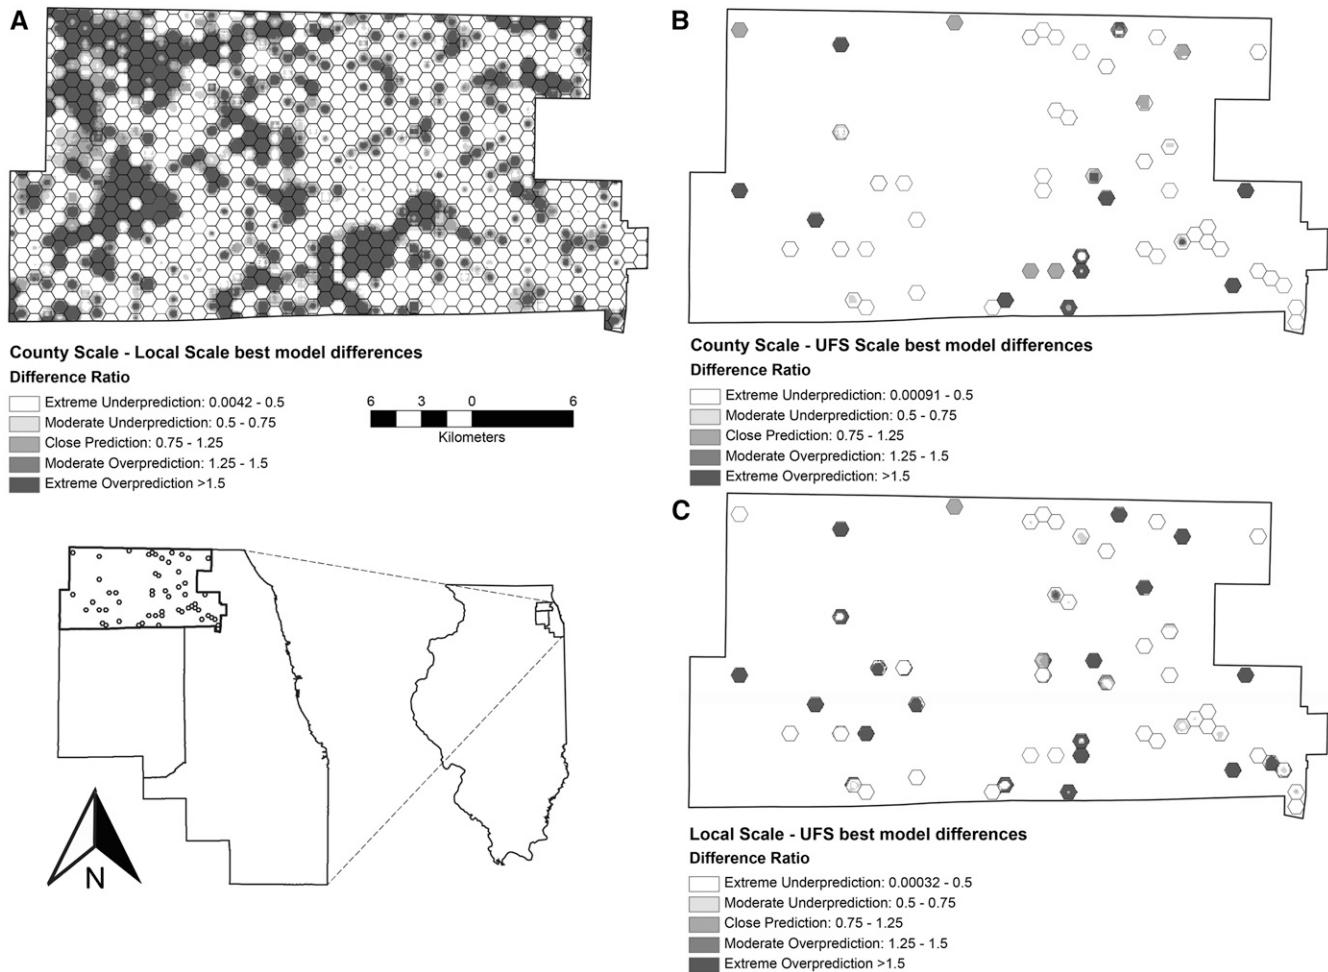 A
County Scale - Local Scale best model differences
Difference Ratio
Extreme Underprediction: 0.0042 - 0.5
Moderate Underprediction: 0.5 - 0.75
Close Prediction: 0.75 - 1.25
Moderate Overprediction: 1.25 - 1.5
Extreme Overprediction >1.5
6 3 0 6
Kilometers
N
B
County Scale - UFS Scale best model differences
Difference Ratio
Extreme Underprediction: 0.00091 - 0.5
Moderate Underprediction: 0.5 - 0.75
Close Prediction: 0.75 - 1.25
Moderate Overprediction: 1.25 - 1.5
Extreme Overprediction: >1.5
C
Local Scale - UFS best model differences
Difference Ratio
Extreme Underprediction: 0.00032 - 0.5
Moderate Underprediction: 0.5 - 0.75
Close Prediction: 0.75 - 1.25
Moderate Overprediction: 1.25 - 1.5
Extreme Overprediction >1.5